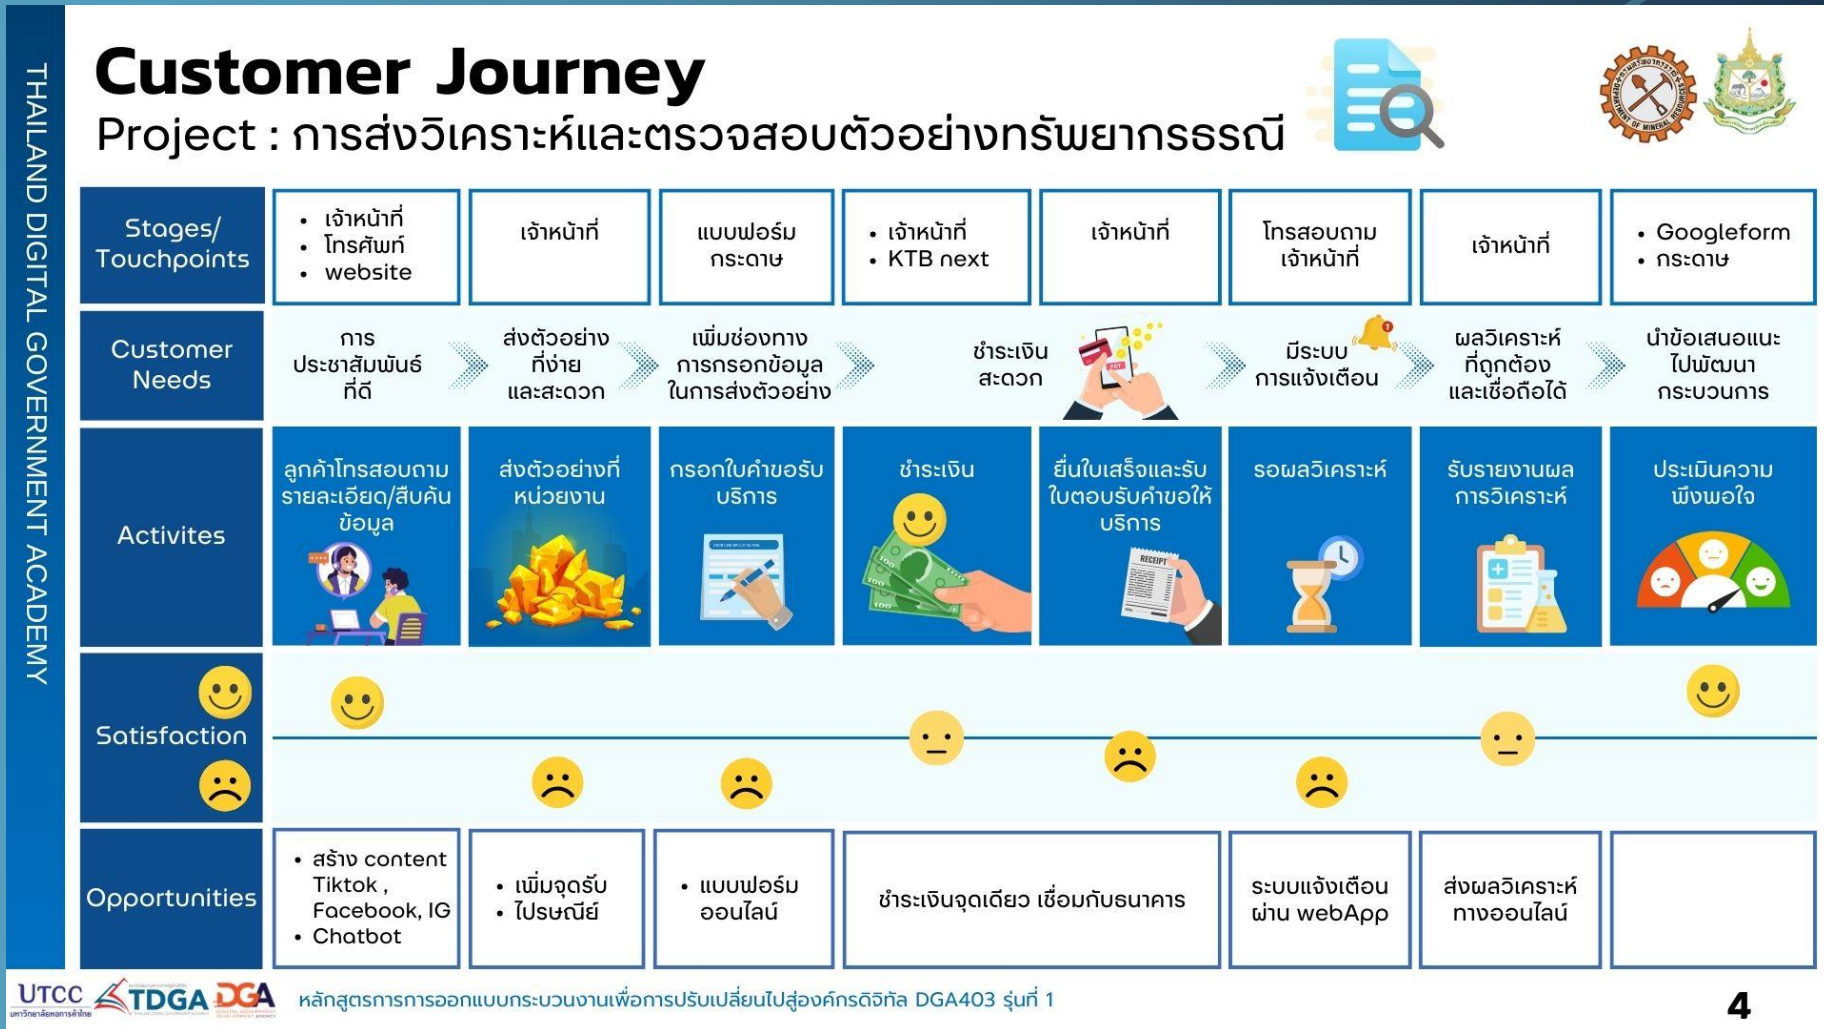 THAILAND DIGITAL GOVERNMENT ACADEMY
Customer Journey
Project : การส่งวิเคราะห์และตรวจสอบตัวอย่างทรัพยากรธรณี
Stages/
Touchpoints
• เจ้าหน้าที่
• โทรศัพท์
• website
เจ้าหน้าที่
แบบฟอร์ม
กระดาษ
• เจ้าหน้าที่
• KTB next
เจ้าหน้าที่
โทรสอบถาม
เจ้าหน้าที่
เจ้าหน้าที่
• Googleform
• กระดาษ
Customer
Needs
การ
ประชาสัมพันธ์
ที่ดี
ส่งตัวอย่าง
ที่ง่าย
และสะดวก
เพิ่มช่องทาง
การกรอกข้อมูล
ในการส่งตัวอย่าง
ชำระเงิน
สะดวก
มีระบบ
การแจ้งเตือน
ผลวิเคราะห์
ที่ถูกต้อง
และเชื่อถือได้
นำข้อเสนอแนะ
ไปพัฒนา
กระบวนการ
Activites
ลูกค้าโทรสอบถาม
รายละเอียด/สืบค้น
ข้อมูล
ส่งตัวอย่างที่
หน่วยงาน
กรอกใบคำขอรับ
บริการ
ชำระเงิน
100
100
100
ยื่นใบเสร็จและรับ
ใบตอบรับคำขอให้
บริการ
RECEIPT
รอผลวิเคราะห์
รับรายงานผล
การวิเคราะห์
ประเมินความ
พึงพอใจ
Satisfaction
Opportunities
• สร้าง content
Tiktok ,
Facebook, IG
• Chatbot
• เพิ่มจุดรับ
• ไปรษณีย์
• แบบฟอร์ม
ออนไลน์
ชำระเงินจุดเดียว เชื่อมกับธนาคาร
ระบบแจ้งเตือน
ผ่าน webApp
ส่งผลวิเคราะห์
ทางออนไลน์
UTCC
มหาวิทยาลัยหอการค้าไทย
TDGA
DGA
หลักสูตรการการออกแบบกระบวนงานเพื่อการปรับเปลี่ยนไปสู่องค์กรดิจิทัล DGA403 รุ่นที่ 1
4